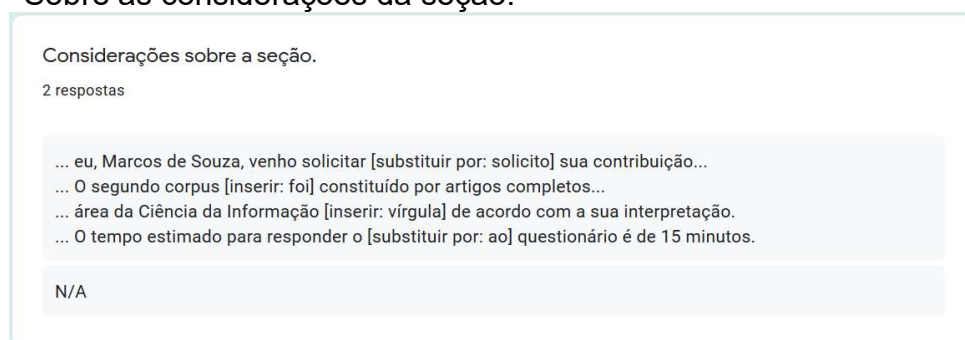 Sobre as considerações da seção:
Considerações sobre a seção.
2 respostas
... eu, Marcos de Souza, venho solicitar [substituir por: solicito] sua contribuição...
... O segundo corpus [inserir: foi] constituído por artigos completos...
... área da Ciência da Informação [inserir: vírgula] de acordo com a sua interpretação.
... O tempo estimado para responder o [substituir por: ao] questionário é de 15 minutos.
N/A